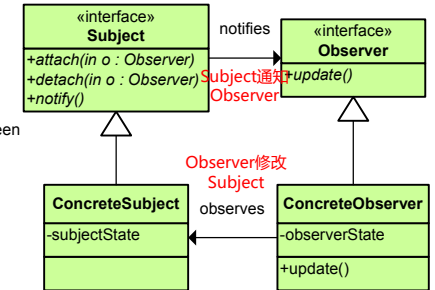 «interface»
Subject
+attach(in o : Observer)
+detach(in o : Observer)
+notify()
notifies
«interface»
Observer
+update()
Subject通知
Observer
een
Observer修改
Subject
ConcreteSubject
-subjectState
observes
ConcreteObserver
-observerState
+update()